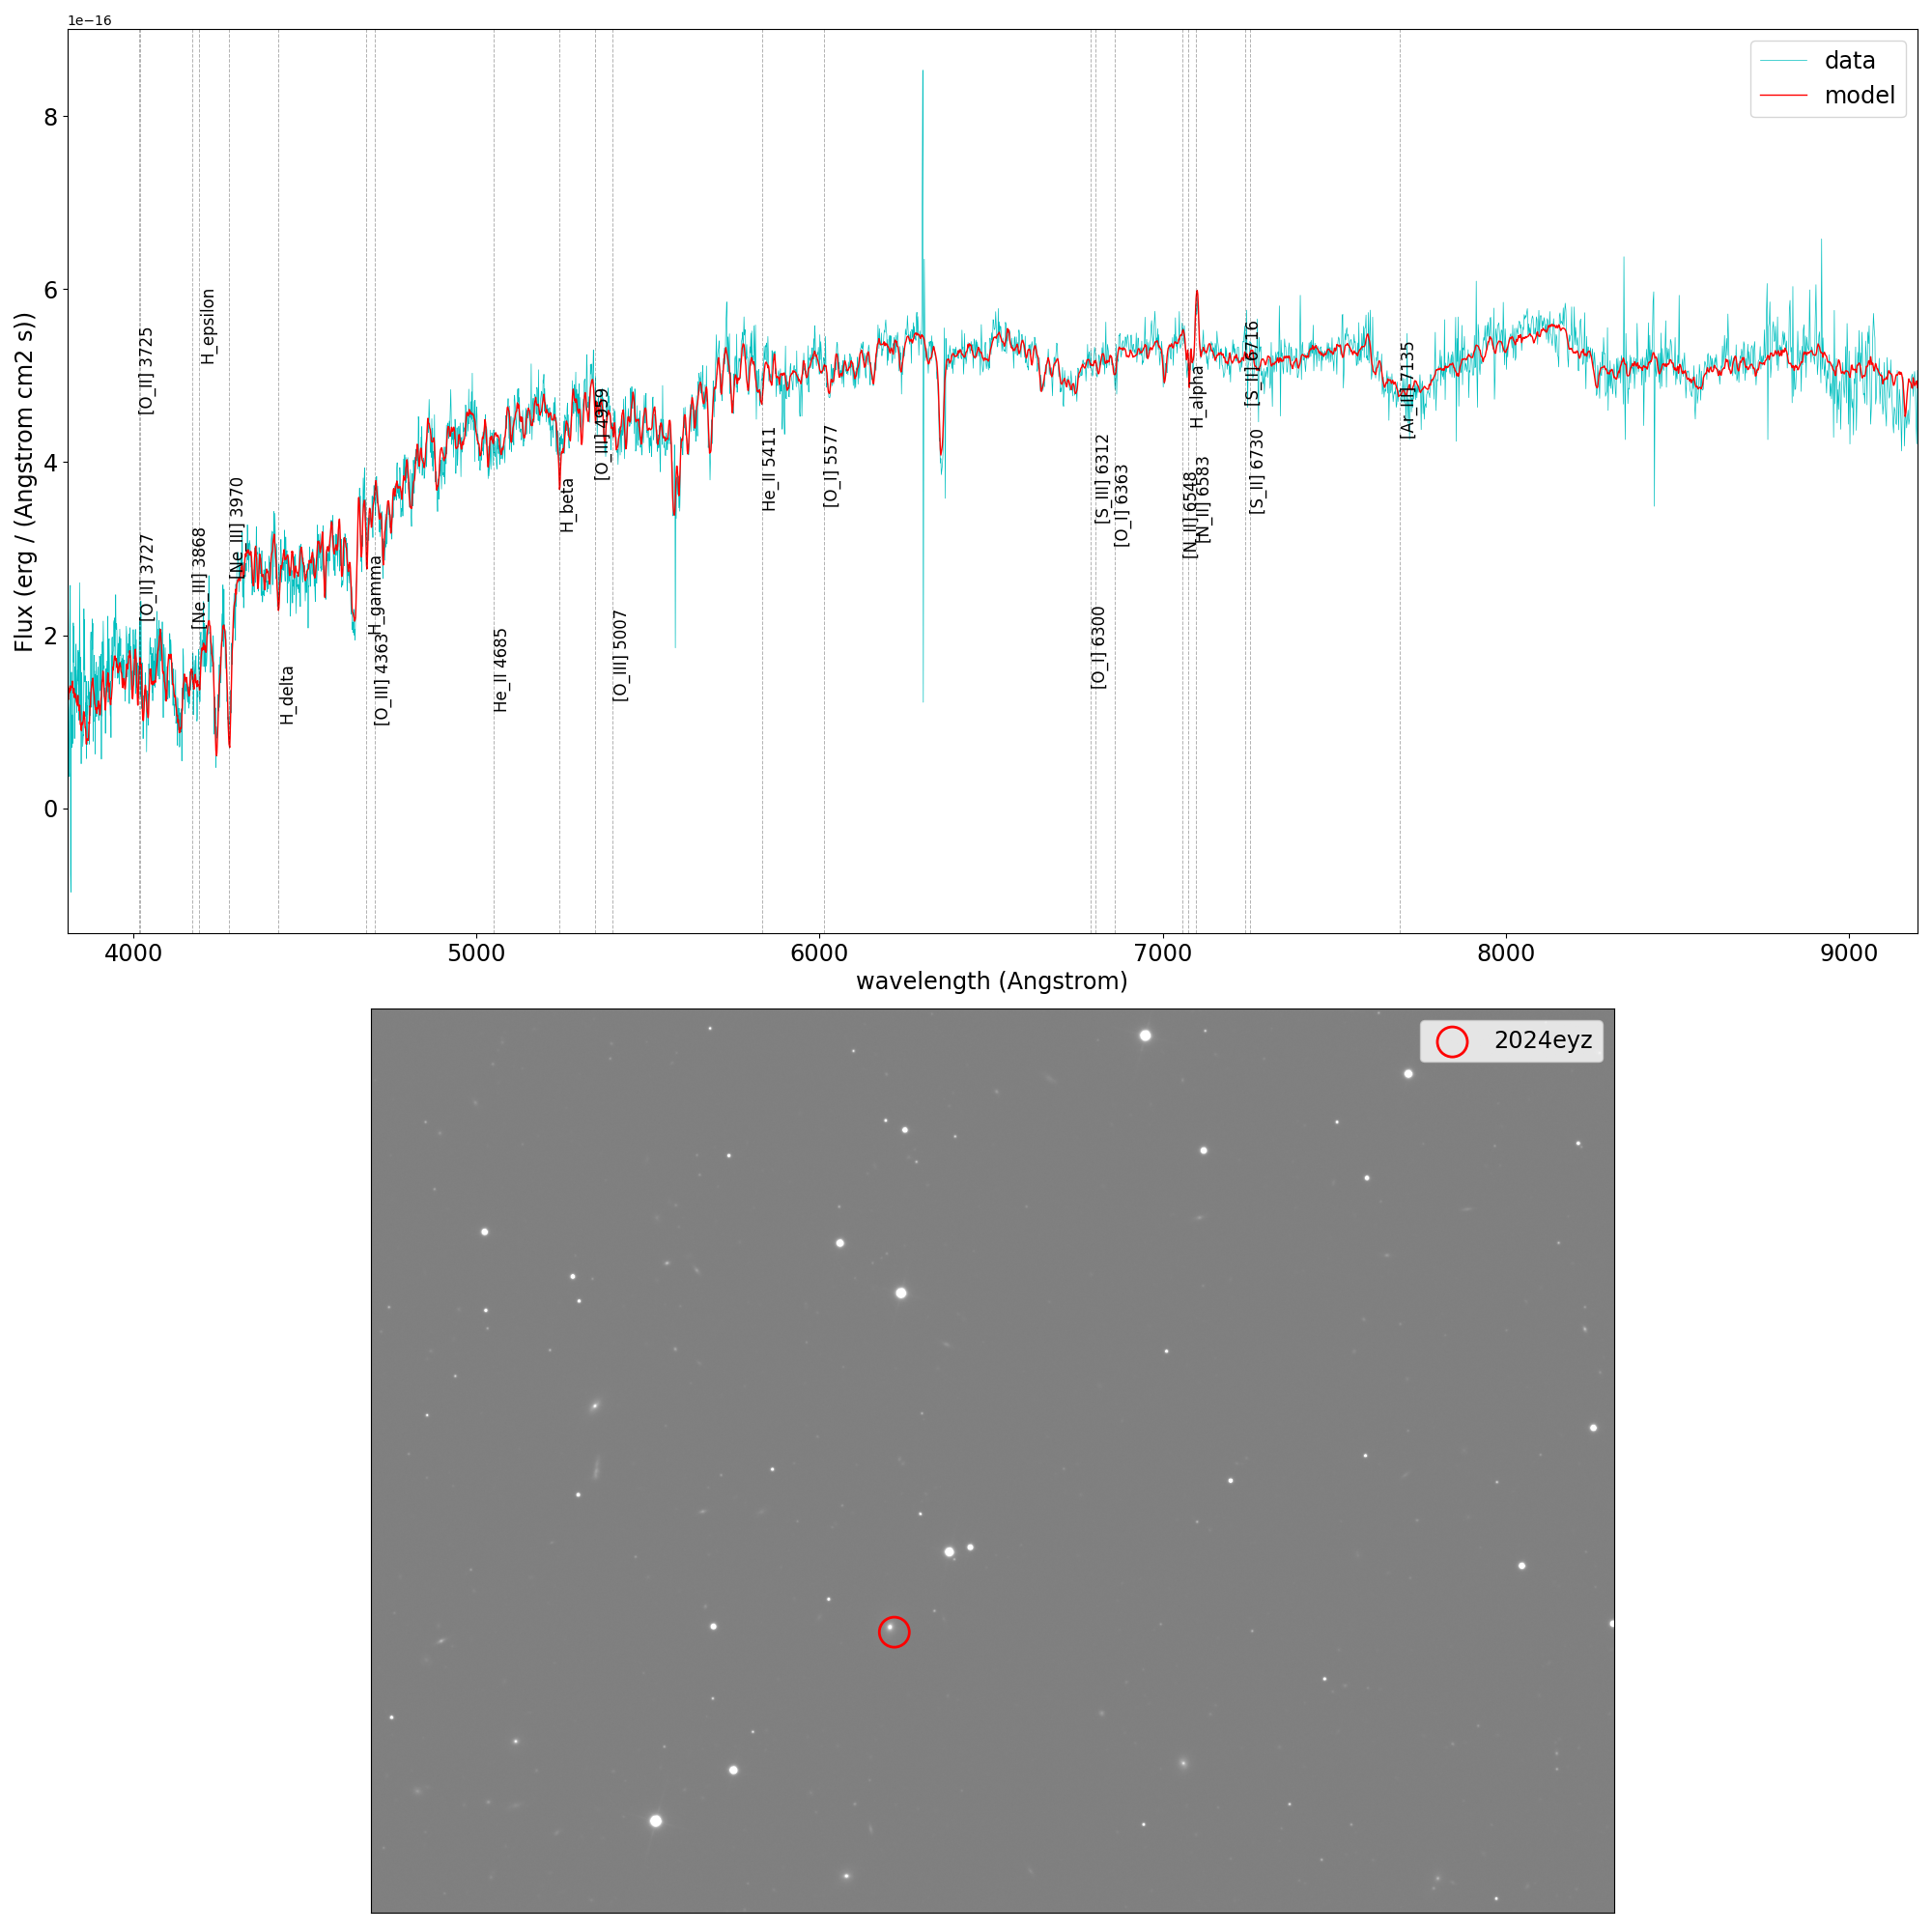 1e−16
data
model
8
6
4
2
0
Flux (erg / (Angstrom cm2 s))
[O_II] 3725
[O_II] 3727
[Ne_III] 3868
H_epsilon
[Ne_III] 3970
H_delta
H_gamma
[O_III] 4363
He_II 4685
H_beta
[O_III] 4959
[O_III] 5007
He_II 5411
[O_I] 5577
[O_I] 6300
[S_III] 6312
[O_I] 6363
[N_II] 6548
H_alpha
[N_II] 6583
[S_II] 6716
[S_II] 6730
[Ar_III] 7135
4000 5000 6000 7000 8000 9000
wavelength (Angstrom)
2024eyz